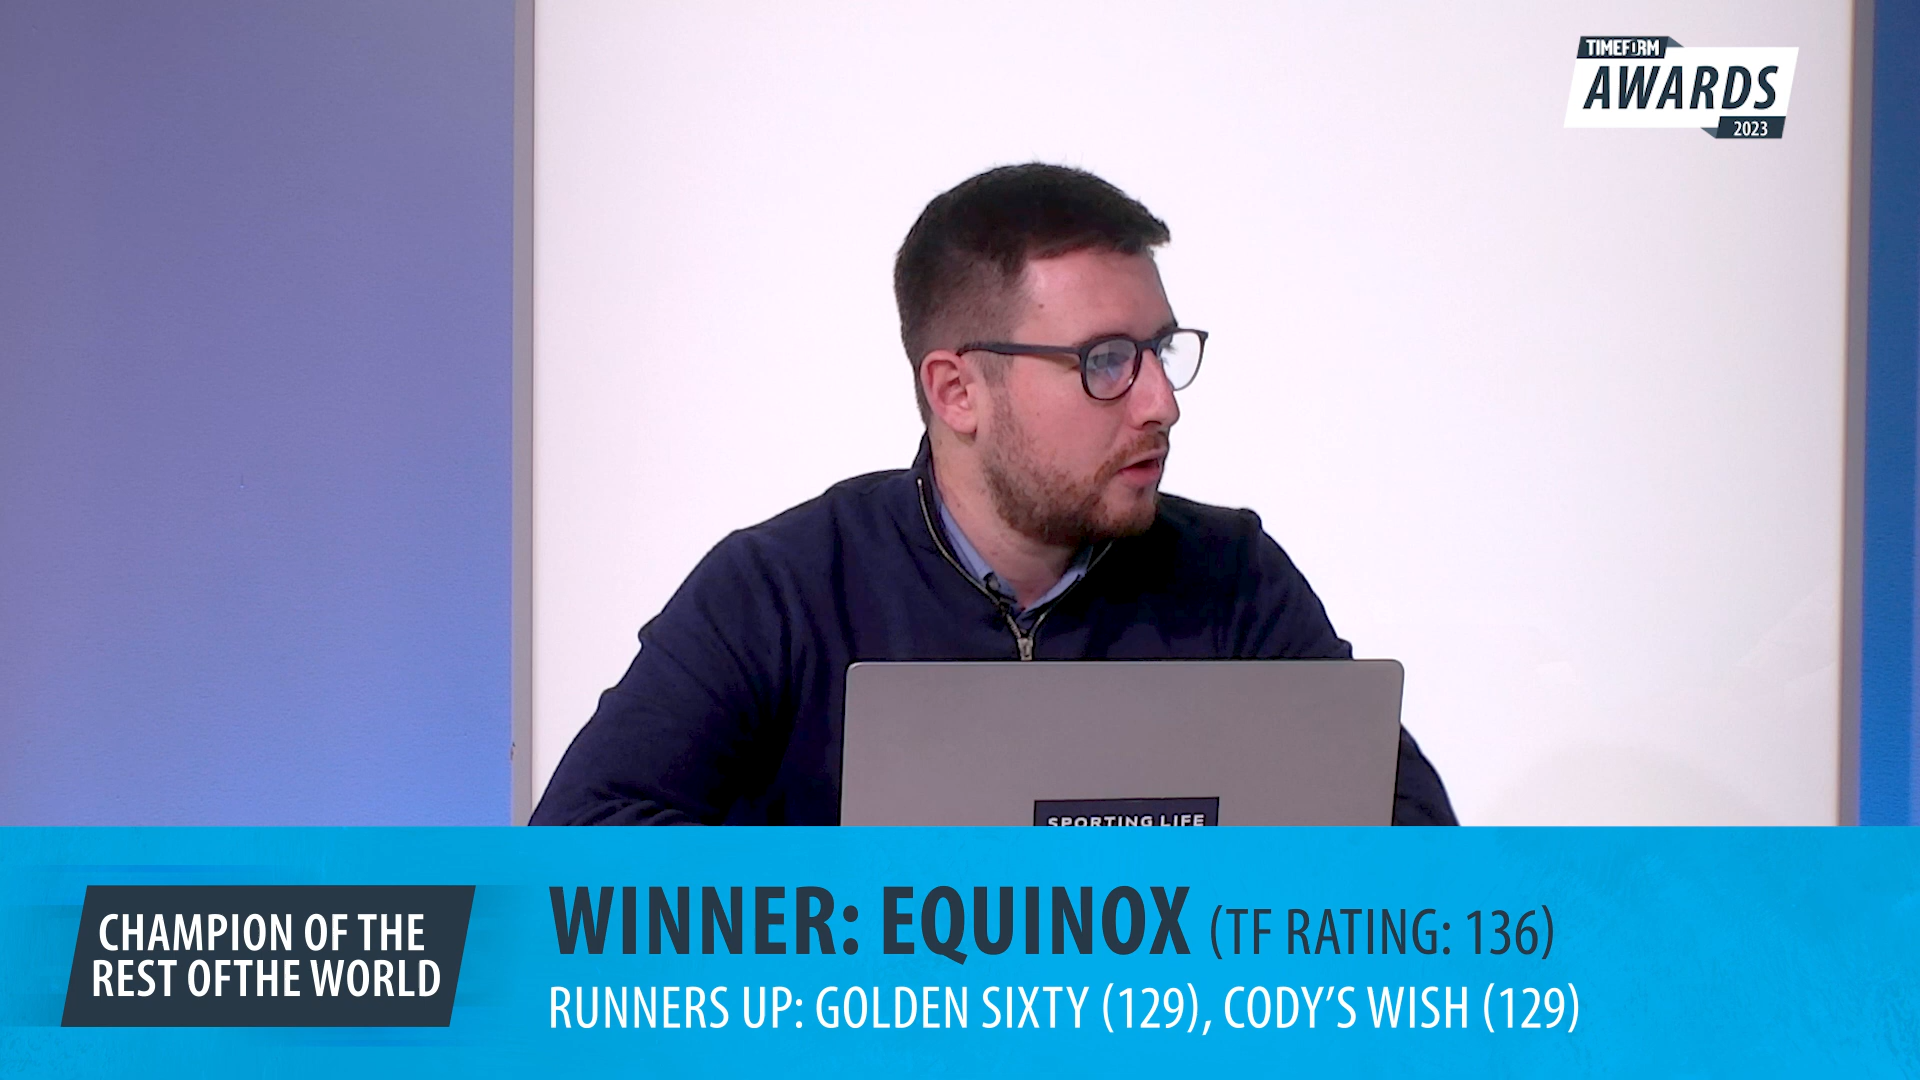 TIMEFORM
AWARDS
2023
SPORTING LIFE
CHAMPION OF THE
REST OFTHE WORLD
WINNER: EQUINOX (TF RATING: 136)
RUNNERS UP: GOLDEN SIXTY (129), CODY'S WISH (129)